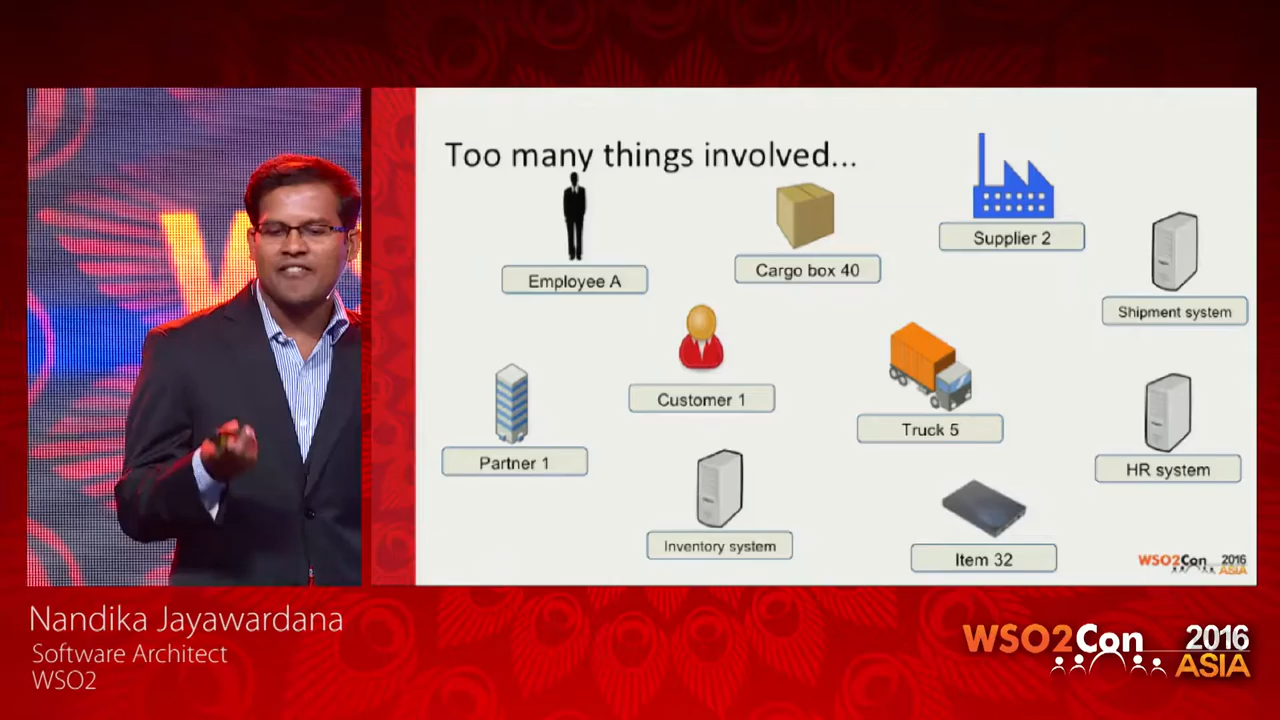 Too many things involved...
Employee A
Cargo box 40
Supplier 2
Shipment system
Customer 1
Truck 5
Partner 1
HR system
Inventory system
Item 32
WSO2Con 2016
ASIA
Nandika Jayawardana
Software Architect
WSO2
WSO2Con 2016
ASIA